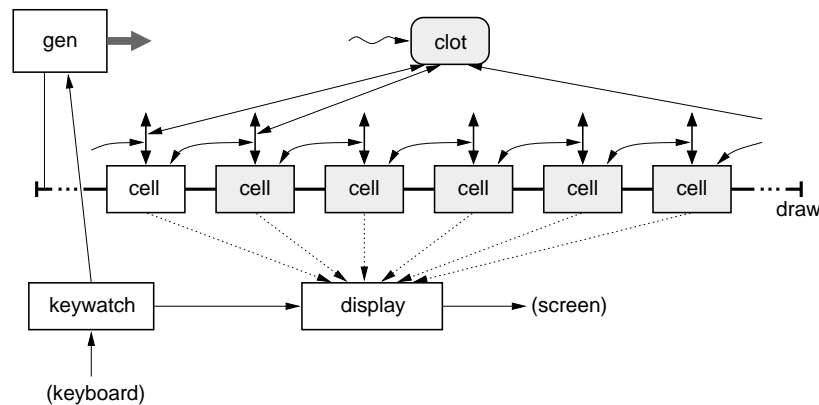 gen
clot
cell cell cell cell cell cell
draw
keywatch
display
(screen)
(keyboard)